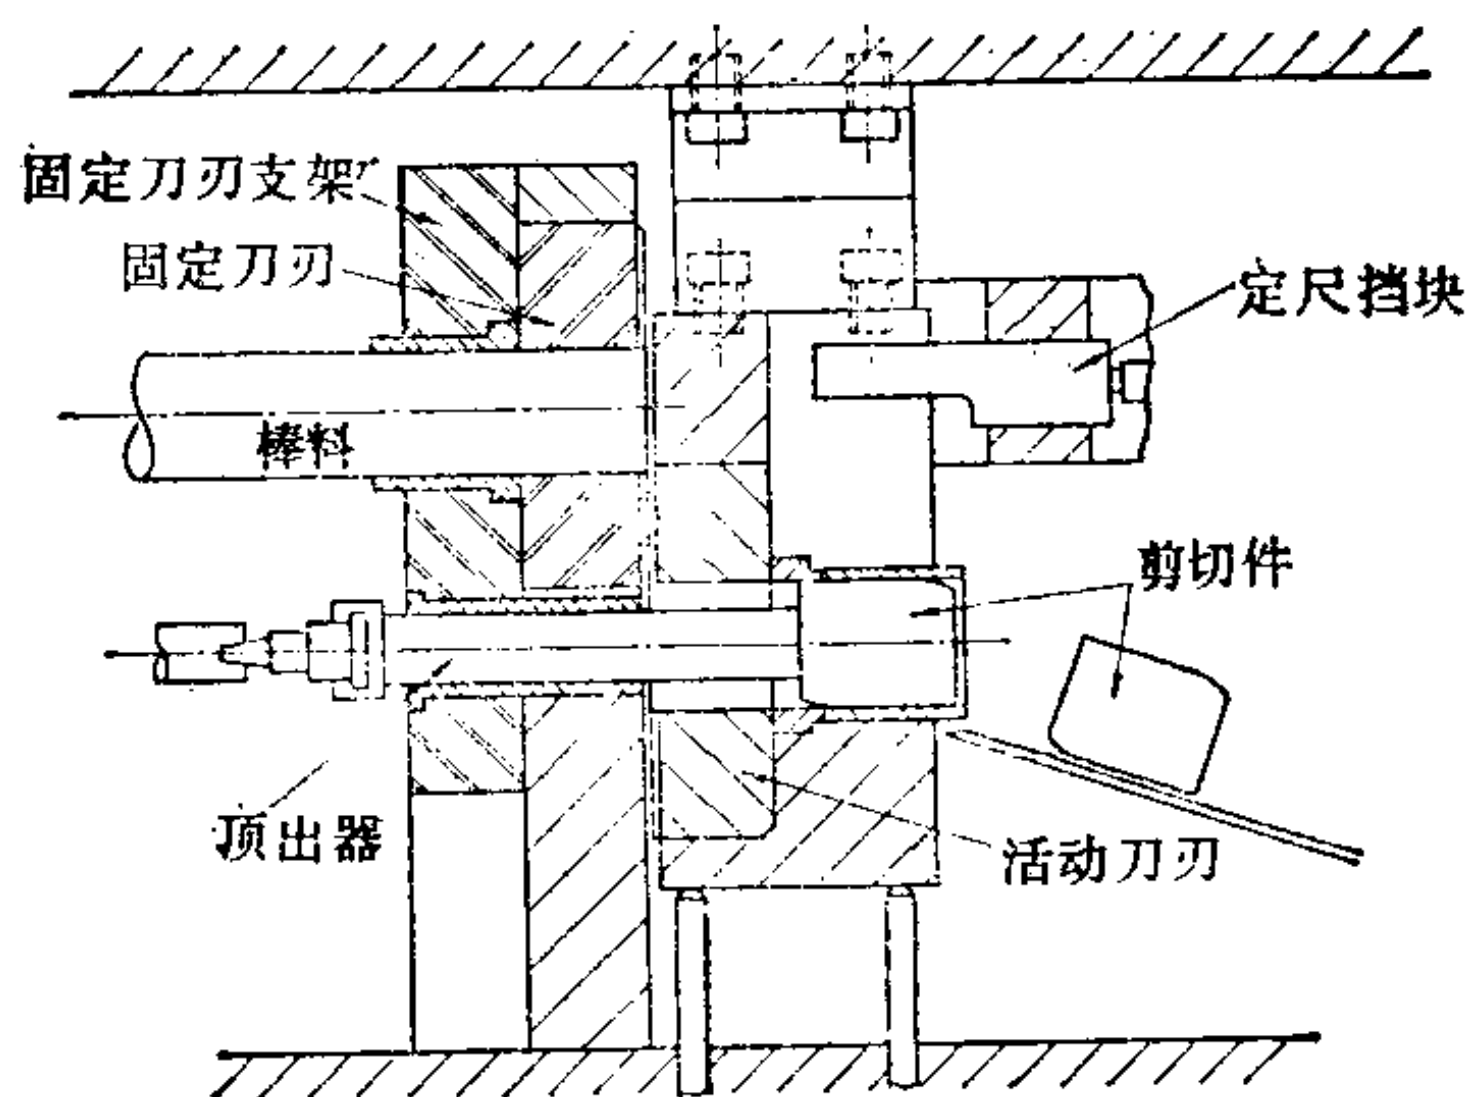 固定刀刃支架
固定刀刃
定尺挡块
棒料
剪切件
顶出器
活动刀刃